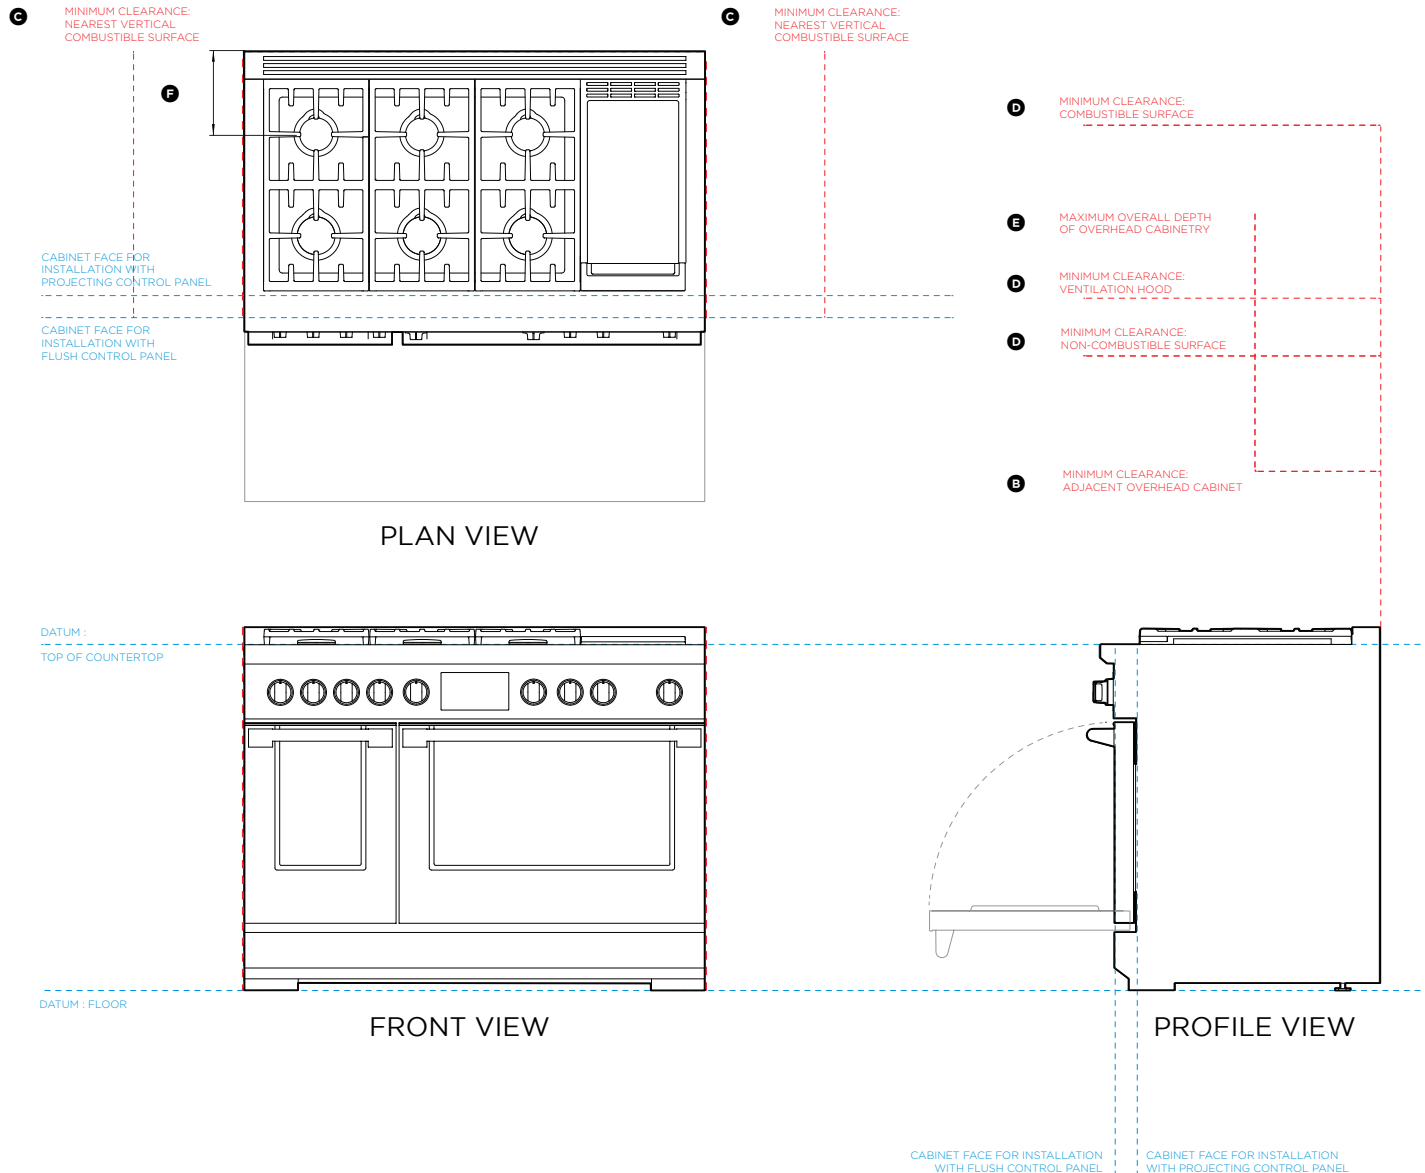 C
MINIMUM CLEARANCE:
NEAREST VERTICAL
COMBUSTIBLE SURFACE
C
MINIMUM CLEARANCE:
NEAREST VERTICAL
COMBUSTIBLE SURFACE
F
D
MINIMUM CLEARANCE:
COMBUSTIBLE SURFACE
E
MAXIMUM OVERALL DEPTH
OF OVERHEAD CABINETRY
CABINET FACE FOR
INSTALLATION WITH
PROJECTING CONTROL PANEL
D
MINIMUM CLEARANCE:
VENTILATION HOOD
CABINET FACE FOR
INSTALLATION WITH
FLUSH CONTROL PANEL
D
MINIMUM CLEARANCE:
NON-COMBUSTIBLE SURFACE
B
MINIMUM CLEARANCE:
ADJACENT OVERHEAD CABINET
PLAN VIEW
DATUM :
TOP OF COUNTERTOP
DATUM : FLOOR
FRONT VIEW
PROFILE VIEW
CABINET FACE FOR INSTALLATION
WITH FLUSH CONTROL PANEL
CABINET FACE FOR INSTALLATION
WITH PROJECTING CONTROL PANEL